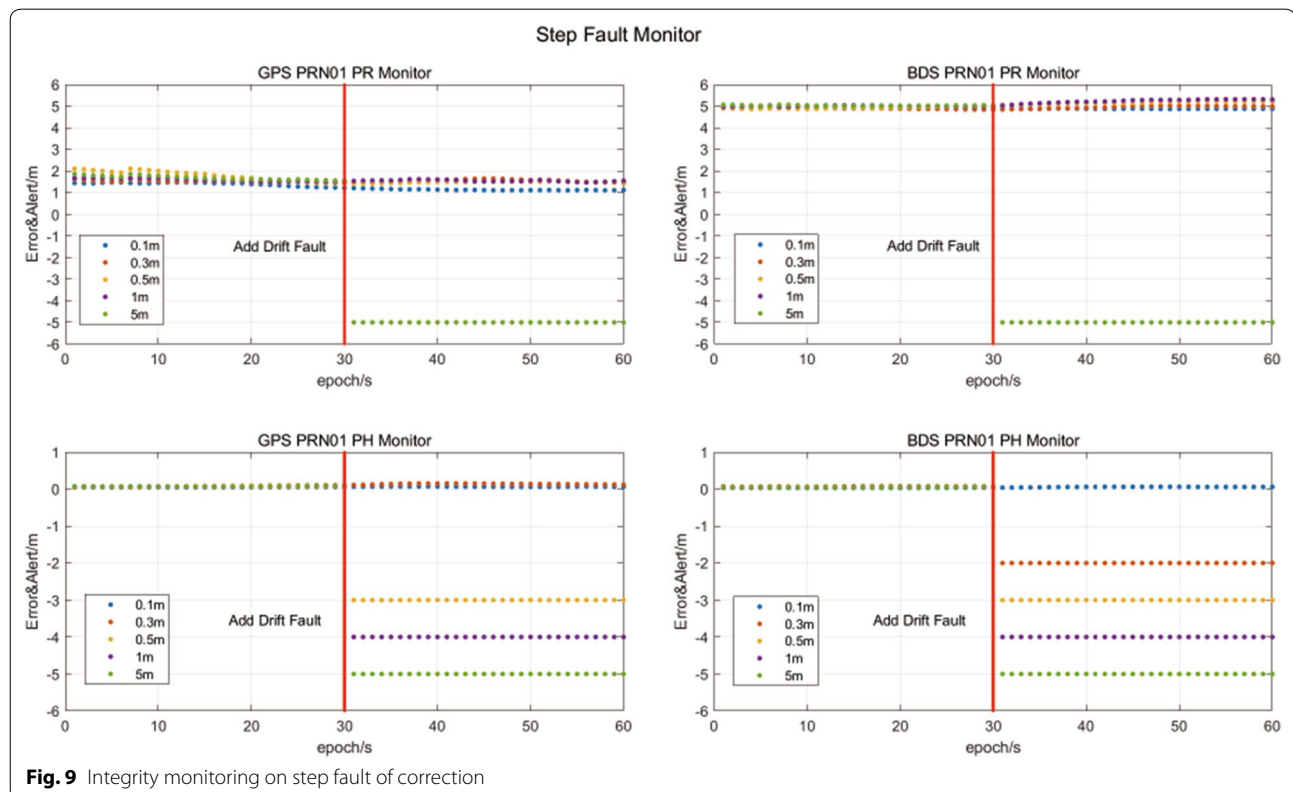 Step Fault Monitor
GPS PRN01 PR Monitor
6
5
4
3
2
1
0
-1
-2
-3
-4
-5
-6
Error&Alert/m
0.1m
0.3m
0.5m
1m
5m
Add Drift Fault
0 10 20 30 40 50 60
epoch/s
BDS PRN01 PR Monitor
6
5
4
3
2
1
0
-1
-2
-3
-4
-5
-6
Error&Alert/m
0.1m
0.3m
0.5m
1m
5m
Add Drift Fault
0 10 20 30 40 50 60
epoch/s
GPS PRN01 PH Monitor
1
0
-1
-2
-3
-4
-5
-6
Error&Alert/m
0.1m
0.3m
0.5m
1m
5m
Add Drift Fault
0 10 20 30 40 50 60
epoch/s
BDS PRN01 PH Monitor
1
0
-1
-2
-3
-4
-5
-6
Error&Alert/m
0.1m
0.3m
0.5m
1m
5m
Add Drift Fault
0 10 20 30 40 50 60
epoch/s
Fig. 9 Integrity monitoring on step fault of correction